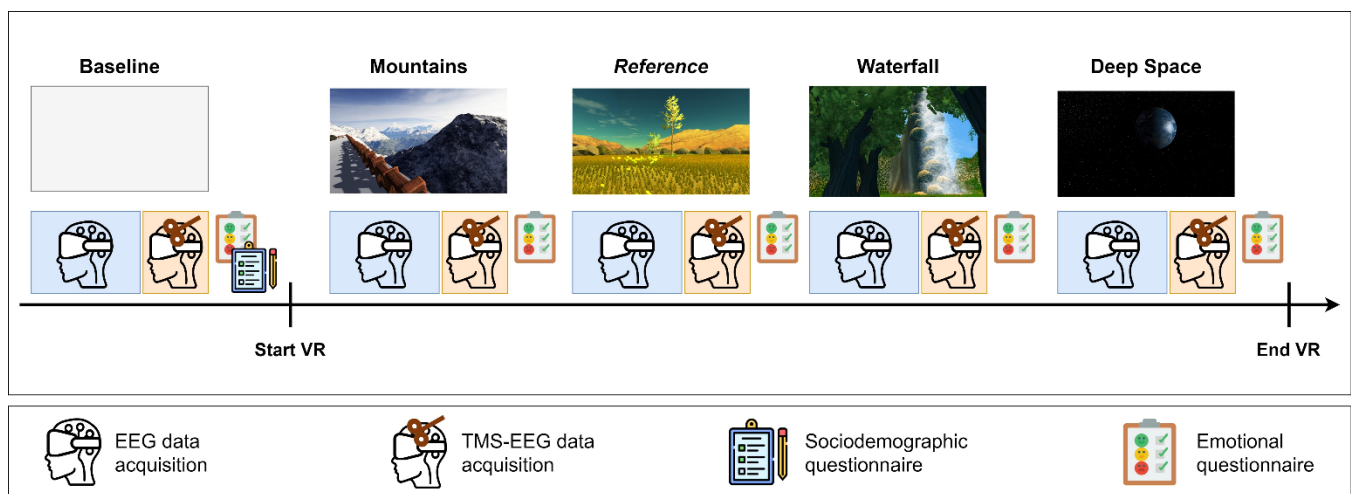 Baseline
Mountains
Reference
Waterfall
Deep Space
Start VR
End VR
EEG data
acquisition
TMS-EEG data
acquisition
Sociodemographic
questionnaire
Emotional
questionnaire